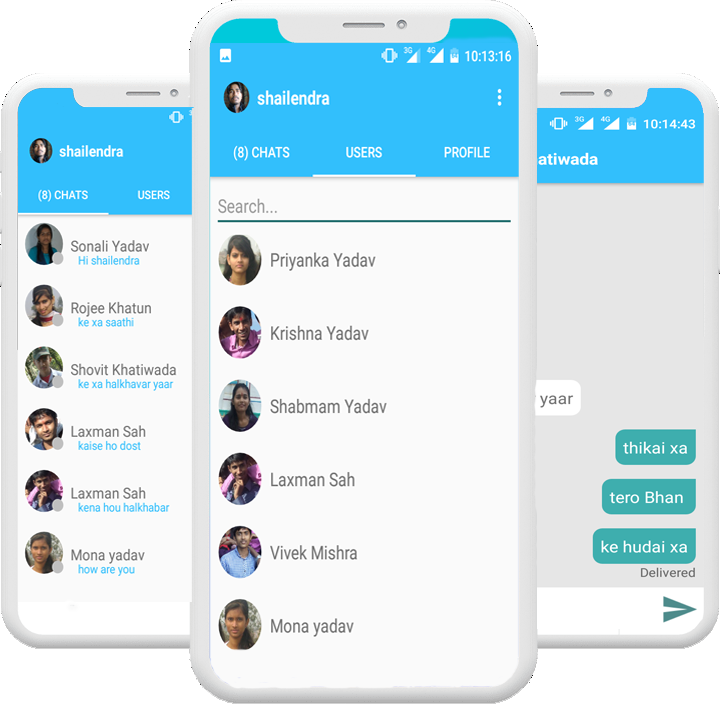 shailendra
(8) CHATS USERS
Sonali Yadav
Hi shailendra
Rojee Khatun
ke xa saathi
Shovit Khatiwada
ke xa halkhavar yaar
Laxman Sah
kaise ho dost
Laxman Sah
kena hou halkhabar
Mona yadav
how are you
3G 4G 10:13:16
shailendra
(8) CHATS USERS PROFILE
Search...
Priyanka Yadav
Krishna Yadav
Shabmam Yadav
Laxman Sah
Vivek Mishra
Mona yadav
3G 4G 10:14:43
atiwada
yaar
thikai xa
tero Bhan
ke hudai xa
Delivered